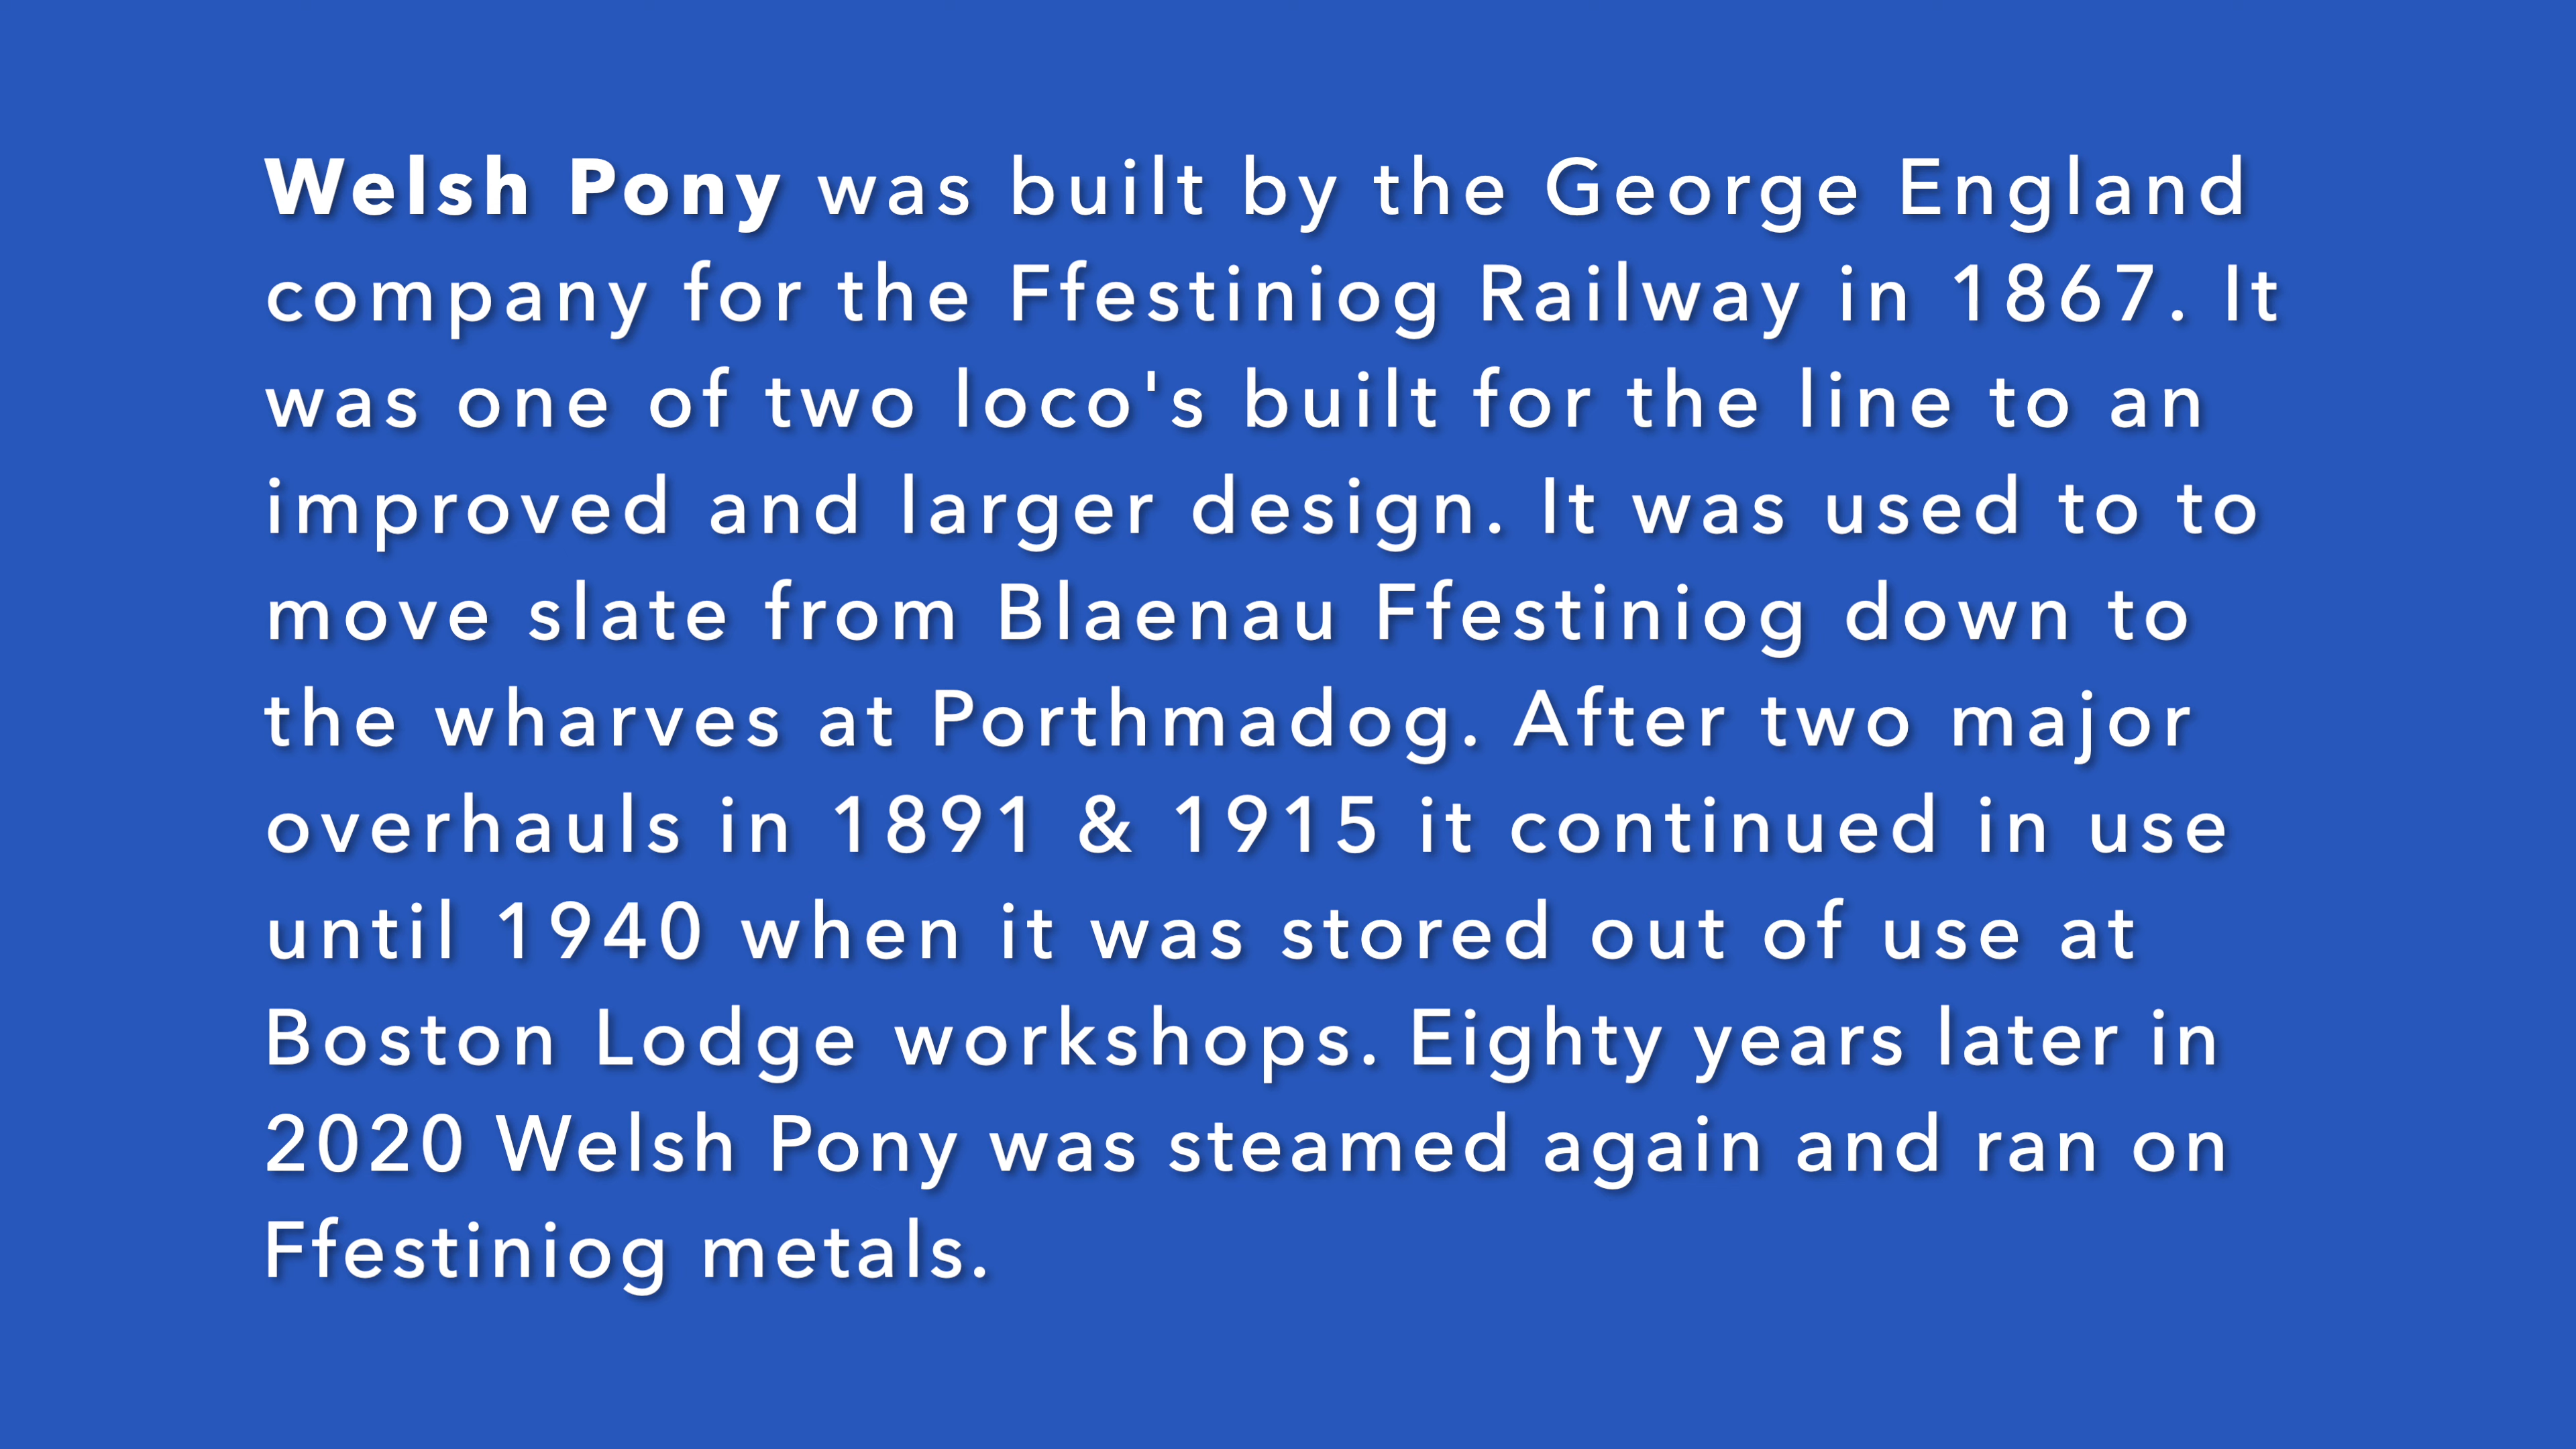 Welsh Pony was built by the George England
company for the Ffestiniog Railway in 1867. It
was one of two loco's built for the line to an
improved and larger design. It was used to to
move slate from Blaenau Ffestiniog down to
the wharves at Porthmadog. After two major
overhauls in 1891 & 1915 it continued in use
until 1940 when it was stored out of use at
Boston Lodge workshops. Eighty years later in
2020 Welsh Pony was steamed again and ran on
Ffestiniog metals.